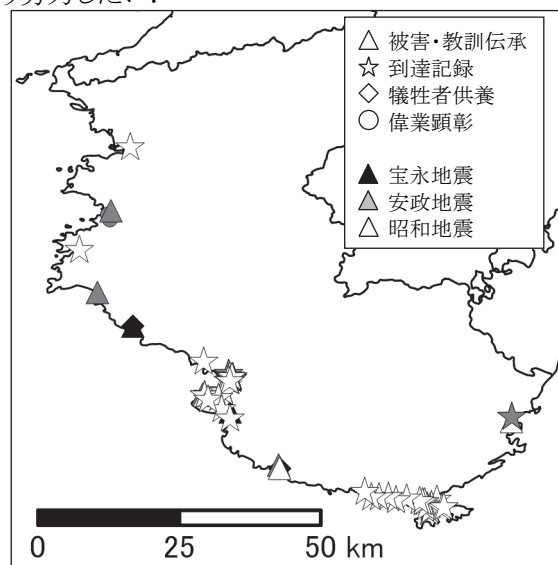 △ 被害・教訓伝承
☆ 到達記録
◇ 犠牲者供養
○ 偉業顕彰
▲ 宝永地震
▲ 安政地震
△ 昭和地震
0 25 50 km